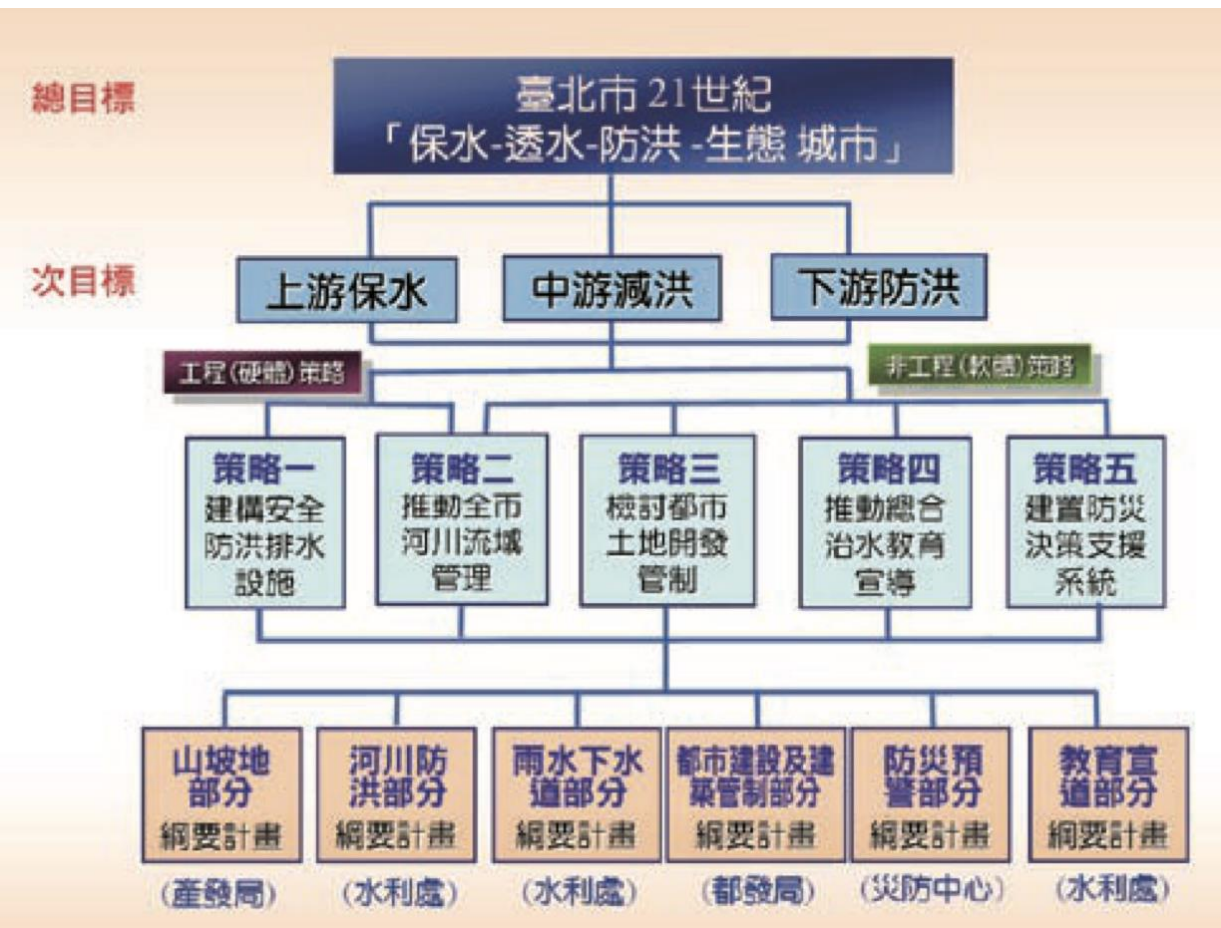 總目標
臺北市 21世紀
「保水-透水-防洪 -生態 城市」
次目標
上游保水
中游減洪
下游防洪
工程(硬體)策略
非工程(軟體)策略
策略一
建構安全
防洪排水
設施
策略二
推動全市
河川流域
管理
策略三
檢討都市
土地開發
管制
策略四
推動總合
治水教育
宣導
策略五
建置防災
決策支援
系統
山坡地
部分
綱要計畫
(產發局)
河川防
洪部分
綱要計畫
(水利處)
雨水下水
道部分
綱要計畫
(水利處)
都市建設及建
築管制部分
綱要計畫
(都發局)
防災預
警部分
綱要計畫
(災防中心)
教育宣
道部分
綱要計畫
(水利處)